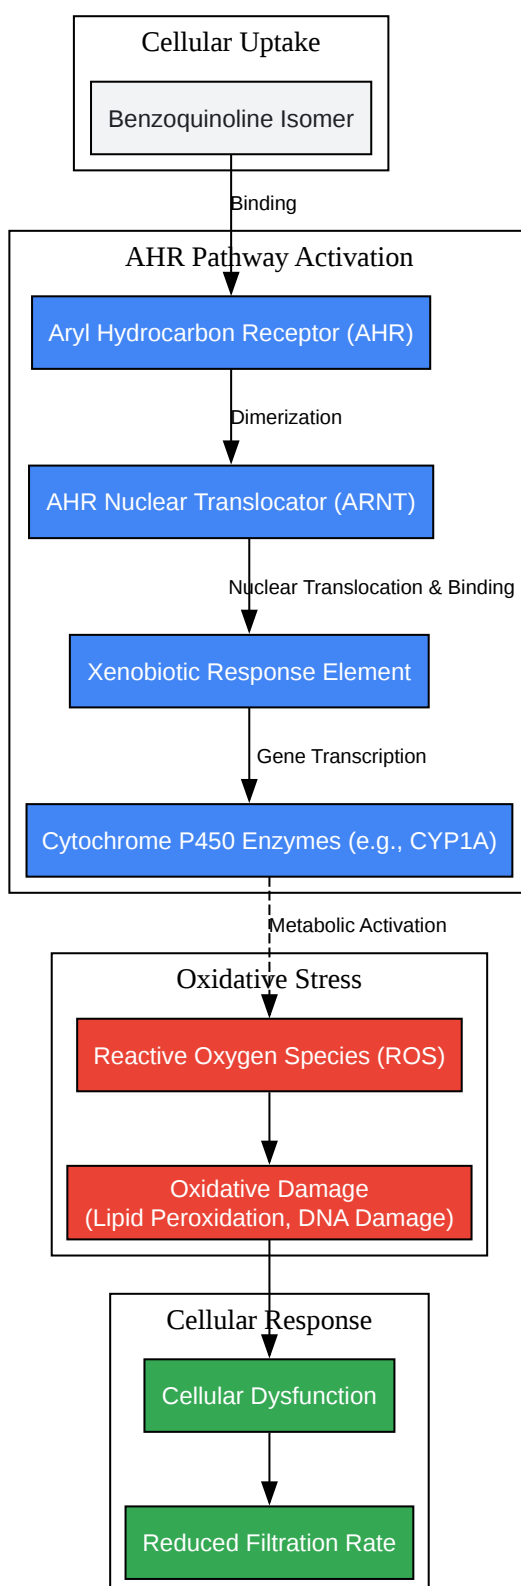 Cellular Uptake
Benzoquinoline Isomer
Binding
AHR Pathway Activation
Aryl Hydrocarbon Receptor (AHR)
Dimerization
AHR Nuclear Translocator (ARNT)
Nuclear Translocation & Binding
Xenobiotic Response Element
Gene Transcription
Cytochrome P450 Enzymes (e.g., CYP1A)
Metabolic Activation
Oxidative Stress
Reactive Oxygen Species (ROS)
Oxidative Damage
(Lipid Peroxidation, DNA Damage)
Cellular Response
Cellular Dysfunction
Reduced Filtration Rate